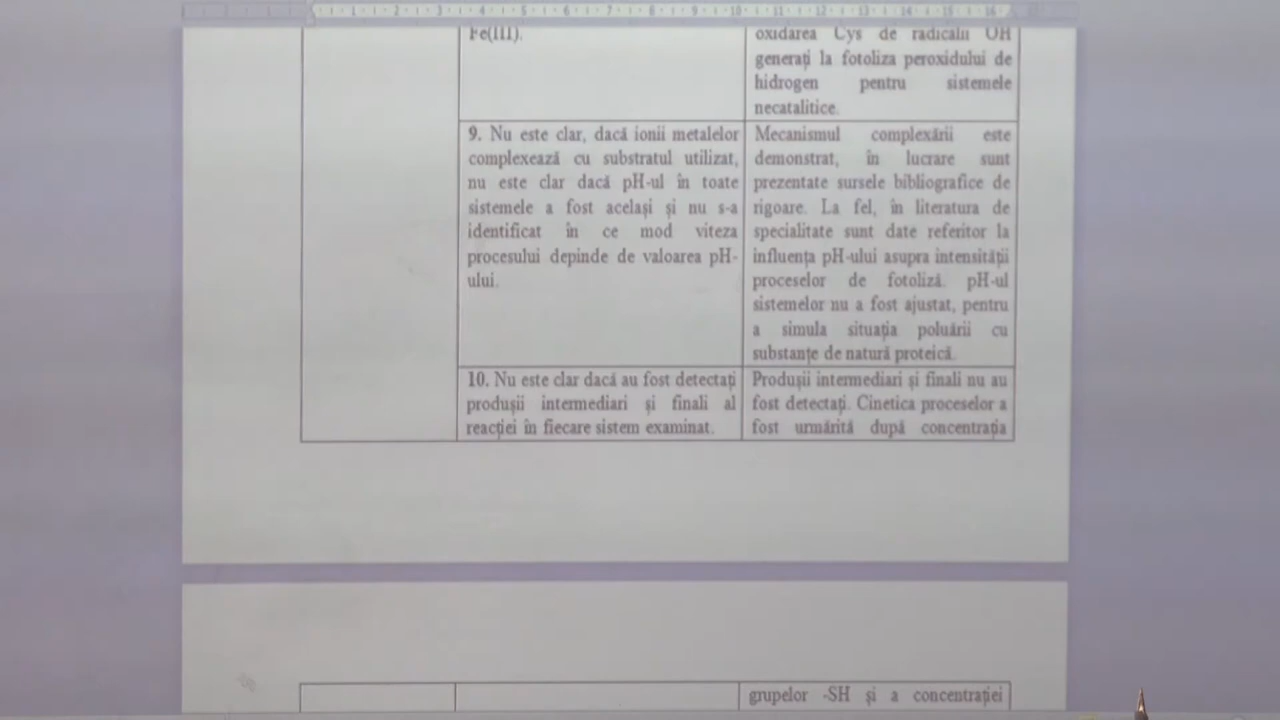 Fe(III).
oxidarea Cys de radicalii OH
generați la fotoliza peroxidului de
hidrogen pentru sistemele
necatalitice.
9. Nu este clar, dacă ionii metalelor
complexează cu substratul utilizat,
nu este clar dacă pH-ul în toate
sistemele a fost același și nu s-a
identificat în ce mod viteza
procesului depinde de valoarea pH-
ului.
Mecanismul complexării este
demonstrat, în lucrare sunt
prezentate sursele bibliografice de
rigoare. La fel, în literatura de
specialitate sunt date referitor la
influența pH-ului asupra intensității
proceselor de fotoliză. pH-ul
sistemelor nu a fost ajustat, pentru
a simula situația poluării cu
substanțe de natură proteică.
10. Nu este clar dacă au fost detectați
produșii intermediari și finali al
reacției în fiecare sistem examinat.
Produșii intermediari și finali nu au
fost detectați. Cinetica proceselor a
fost urmărită după concentrația
grupelor -SH și a concentrației